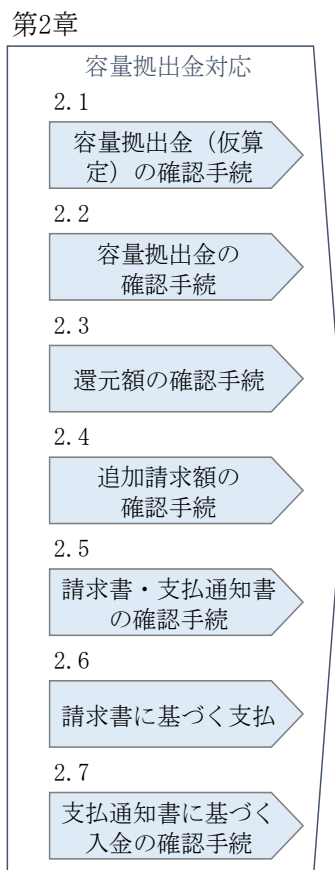 第2章
容量拠出金対応
2.1
容量拠出金（仮算
定）の確認手続
2.2
容量拠出金の
確認手続
2.3
還元額の確認手続
2.4
追加請求額の
確認手続
2.5
請求書・支払通知書
の確認手続
2.6
請求書に基づく支払
2.7
支払通知書に基づく
入金の確認手続